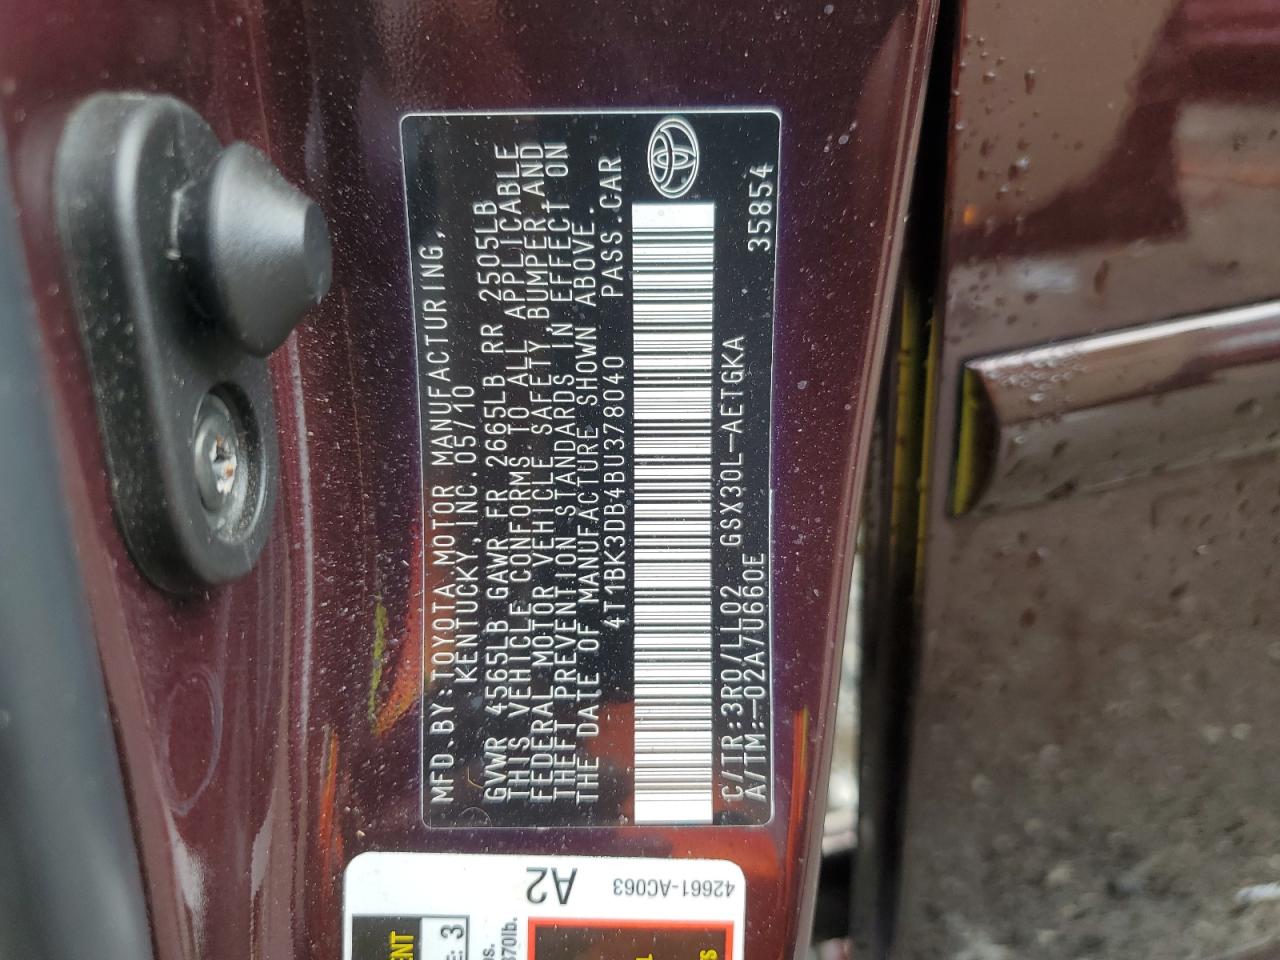 MFD.BY:TOYOTA MOTOR MANUFACTURING,
KENTUCKY, INC. 05/10
GVWR 4565LB GAWR FR 2665LB RR 2505LB
THIS VEHICLE CONFORMS TO ALL APPLICABLE
FEDERAL MOTOR VEHICLE SAFETY,BUMPER,AND
THEFT PREVENTION STANDARDS IN EFFECT ON
THE DATE OF MANUFACTURE SHOWN ABOVE.
4T1BK3DB4BU378040 PASS.CAR
C/TR:3R0/LL02 GSX30L-AETGKA 35854
A/TM:-02A/U660E
A2
42661-AC063
3
370lb.